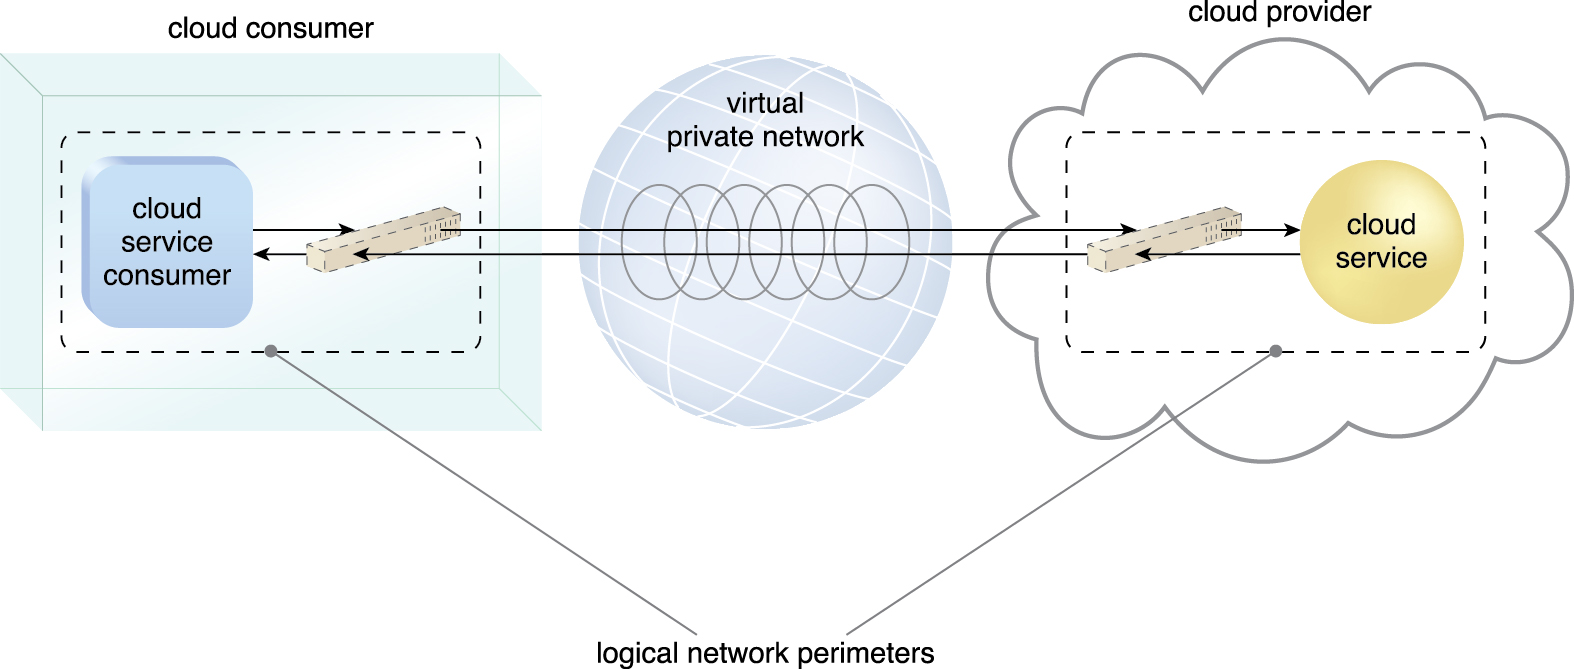 cloud consumer
cloud provider
virtual
private network
cloud
service
consumer
cloud
service
logical network perimeters